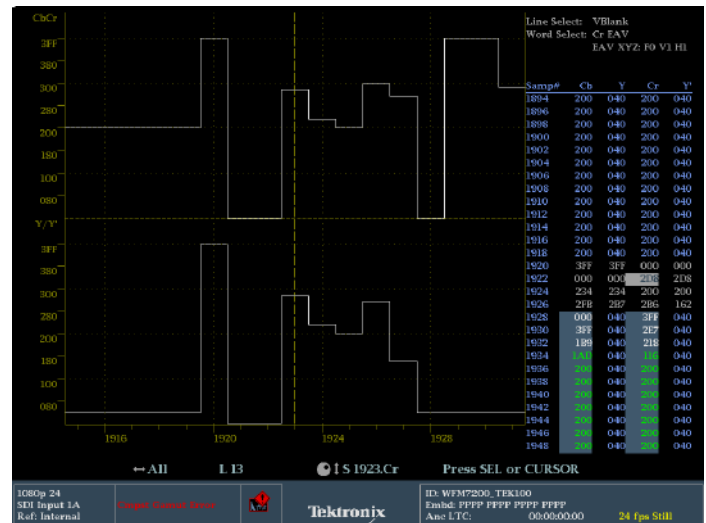 CbCr
3FF
380
300
280
200
180
100
080
Y/Y'
3FF
380
300
200
180
100
080
1916 1920 1924 1928
Line Select: VBlank
Word Select: Cr EAV
EAV XYZ: F0 V1 H1
Samp# Cb Y Cr Y'
1894 200 040 200 040
1896 200 040 200 040
1898 200 040 200 040
1900 200 040 200 040
1902 200 040 200 040
1904 200 040 200 040
1906 200 040 200 040
1908 200 040 200 040
1910 200 040 200 040
1912 200 040 200 040
1914 200 040 200 040
1916 200 040 200 040
1918 200 040 200 040
1920 3FF 3FF 000 000
1922 000 000 2D8 2D8
1924 234 234 200 200
1926 2FB 2B7 2B6 162
1928 000 040 3FF 040
1930 3FF 040 2E7 040
1932 1B9 040 218 040
1934 1AD 040 116 040
1936 200 040 200 040
1938 200 040 200 040
1940 200 040 200 040
1942 200 040 200 040
1944 200 040 200 040
1946 200 040 200 040
1948 200 040 200 040
↔All L 13 S 1923.Cr Press SEL or CURSOR
1080p 24
SDI Input 1A
Ref: Internal
Tektronix
ID: WFM7200_TEK100
Embd: PPPP PPPP PPPP PPPP
Anc LTC: 00:00:00:00 24 fps Still